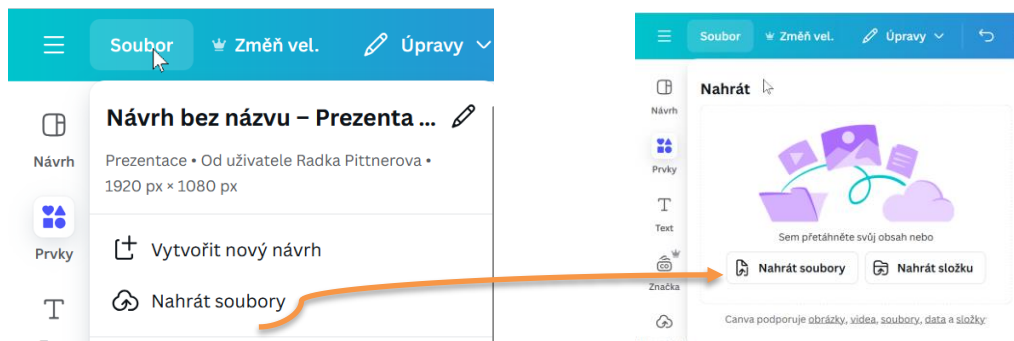 Soubor
Změň vel.
Úpravy
Návrh bez názvu – Prezenta ...
Prezentace • Od uživatele Radka Pittnerova •
1920 px × 1080 px
Návrh
Prvky
Vytvořit nový návrh
Nahrát soubory
Soubor
Změň vel.
Úpravy
Nahrát
Návrh
Prvky
Text
CO
Značka
Sem přetáhněte svůj obsah nebo
Nahrát soubory
Nahrát složku
Canva podporuje obrázky, videa, soubory, data a složky